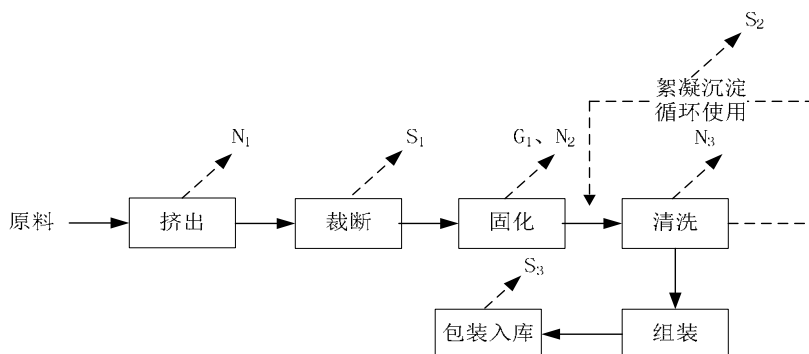 S₂
絮凝沉淀
循环使用
N₁
S₁
G₁、N₂
N₃
原料
挤出
裁断
固化
清洗
S₃
包装入库
组装